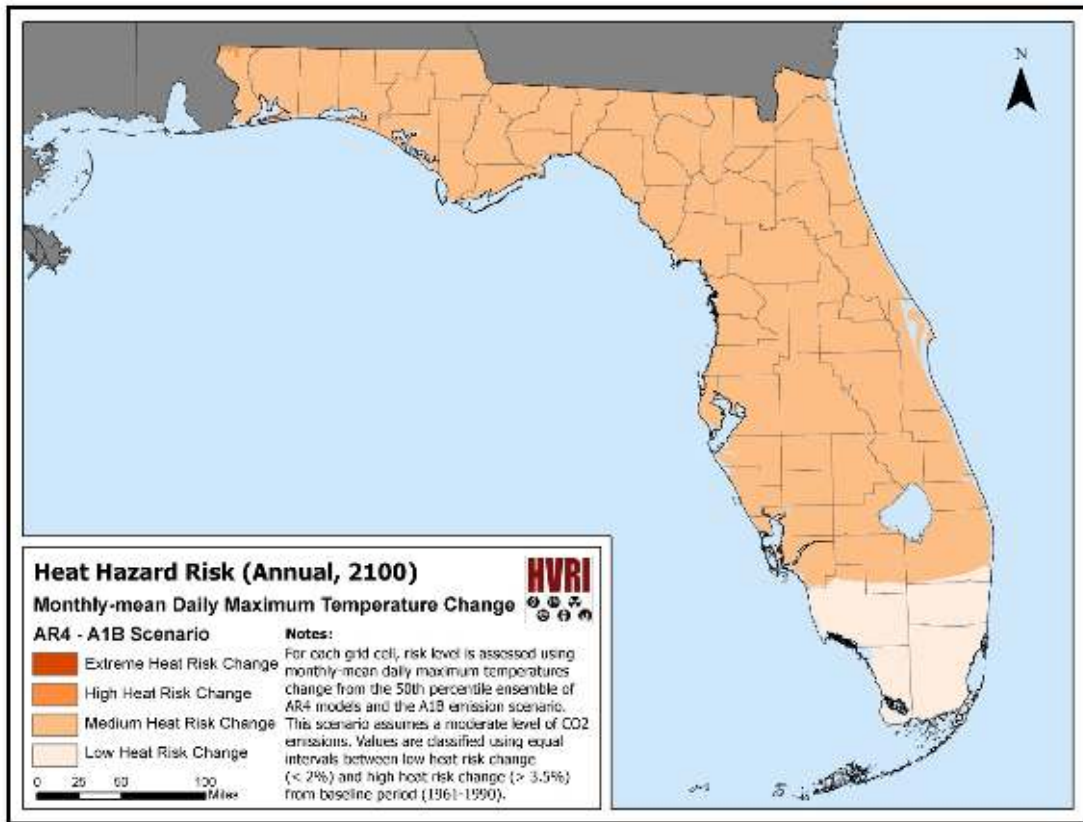 N
Heat Hazard Risk (Annual, 2100)
Monthly-mean Daily Maximum Temperature Change
HVRI
AR4 - A1B Scenario
Extreme Heat Risk Change
High Heat Risk Change
Medium Heat Risk Change
Low Heat Risk Change
0 25 50 100
Miles
Notes:
For each grid cell, risk level is assessed using
monthly-mean daily maximum temperatures
change from the 50th percentile ensemble of
AR4 models and the A1B emission scenario.
This scenario assumes a moderate level of CO2
emissions. Values are classified using equal
intervals between low heat risk change
(< 2%) and high heat risk change (> 3.5%)
from baseline period (1961-1990).